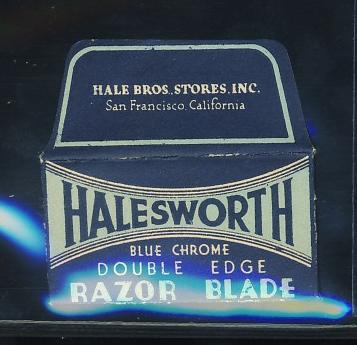 HALE BROS. STORES, INC.
San Francisco, California
HALESWORTH
BLUE CHROME
DOUBLE EDGE
RAZOR BLADE